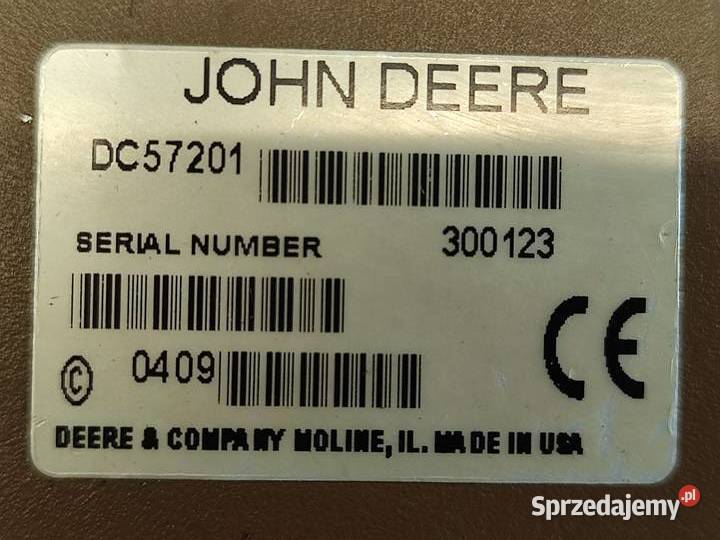 JOHN DEERE
DC57201
SERIAL NUMBER 300123
© 0409
CE
DEERE & COMPANY MOLINE, IL. MADE IN USA
Sprzedajemy.pl